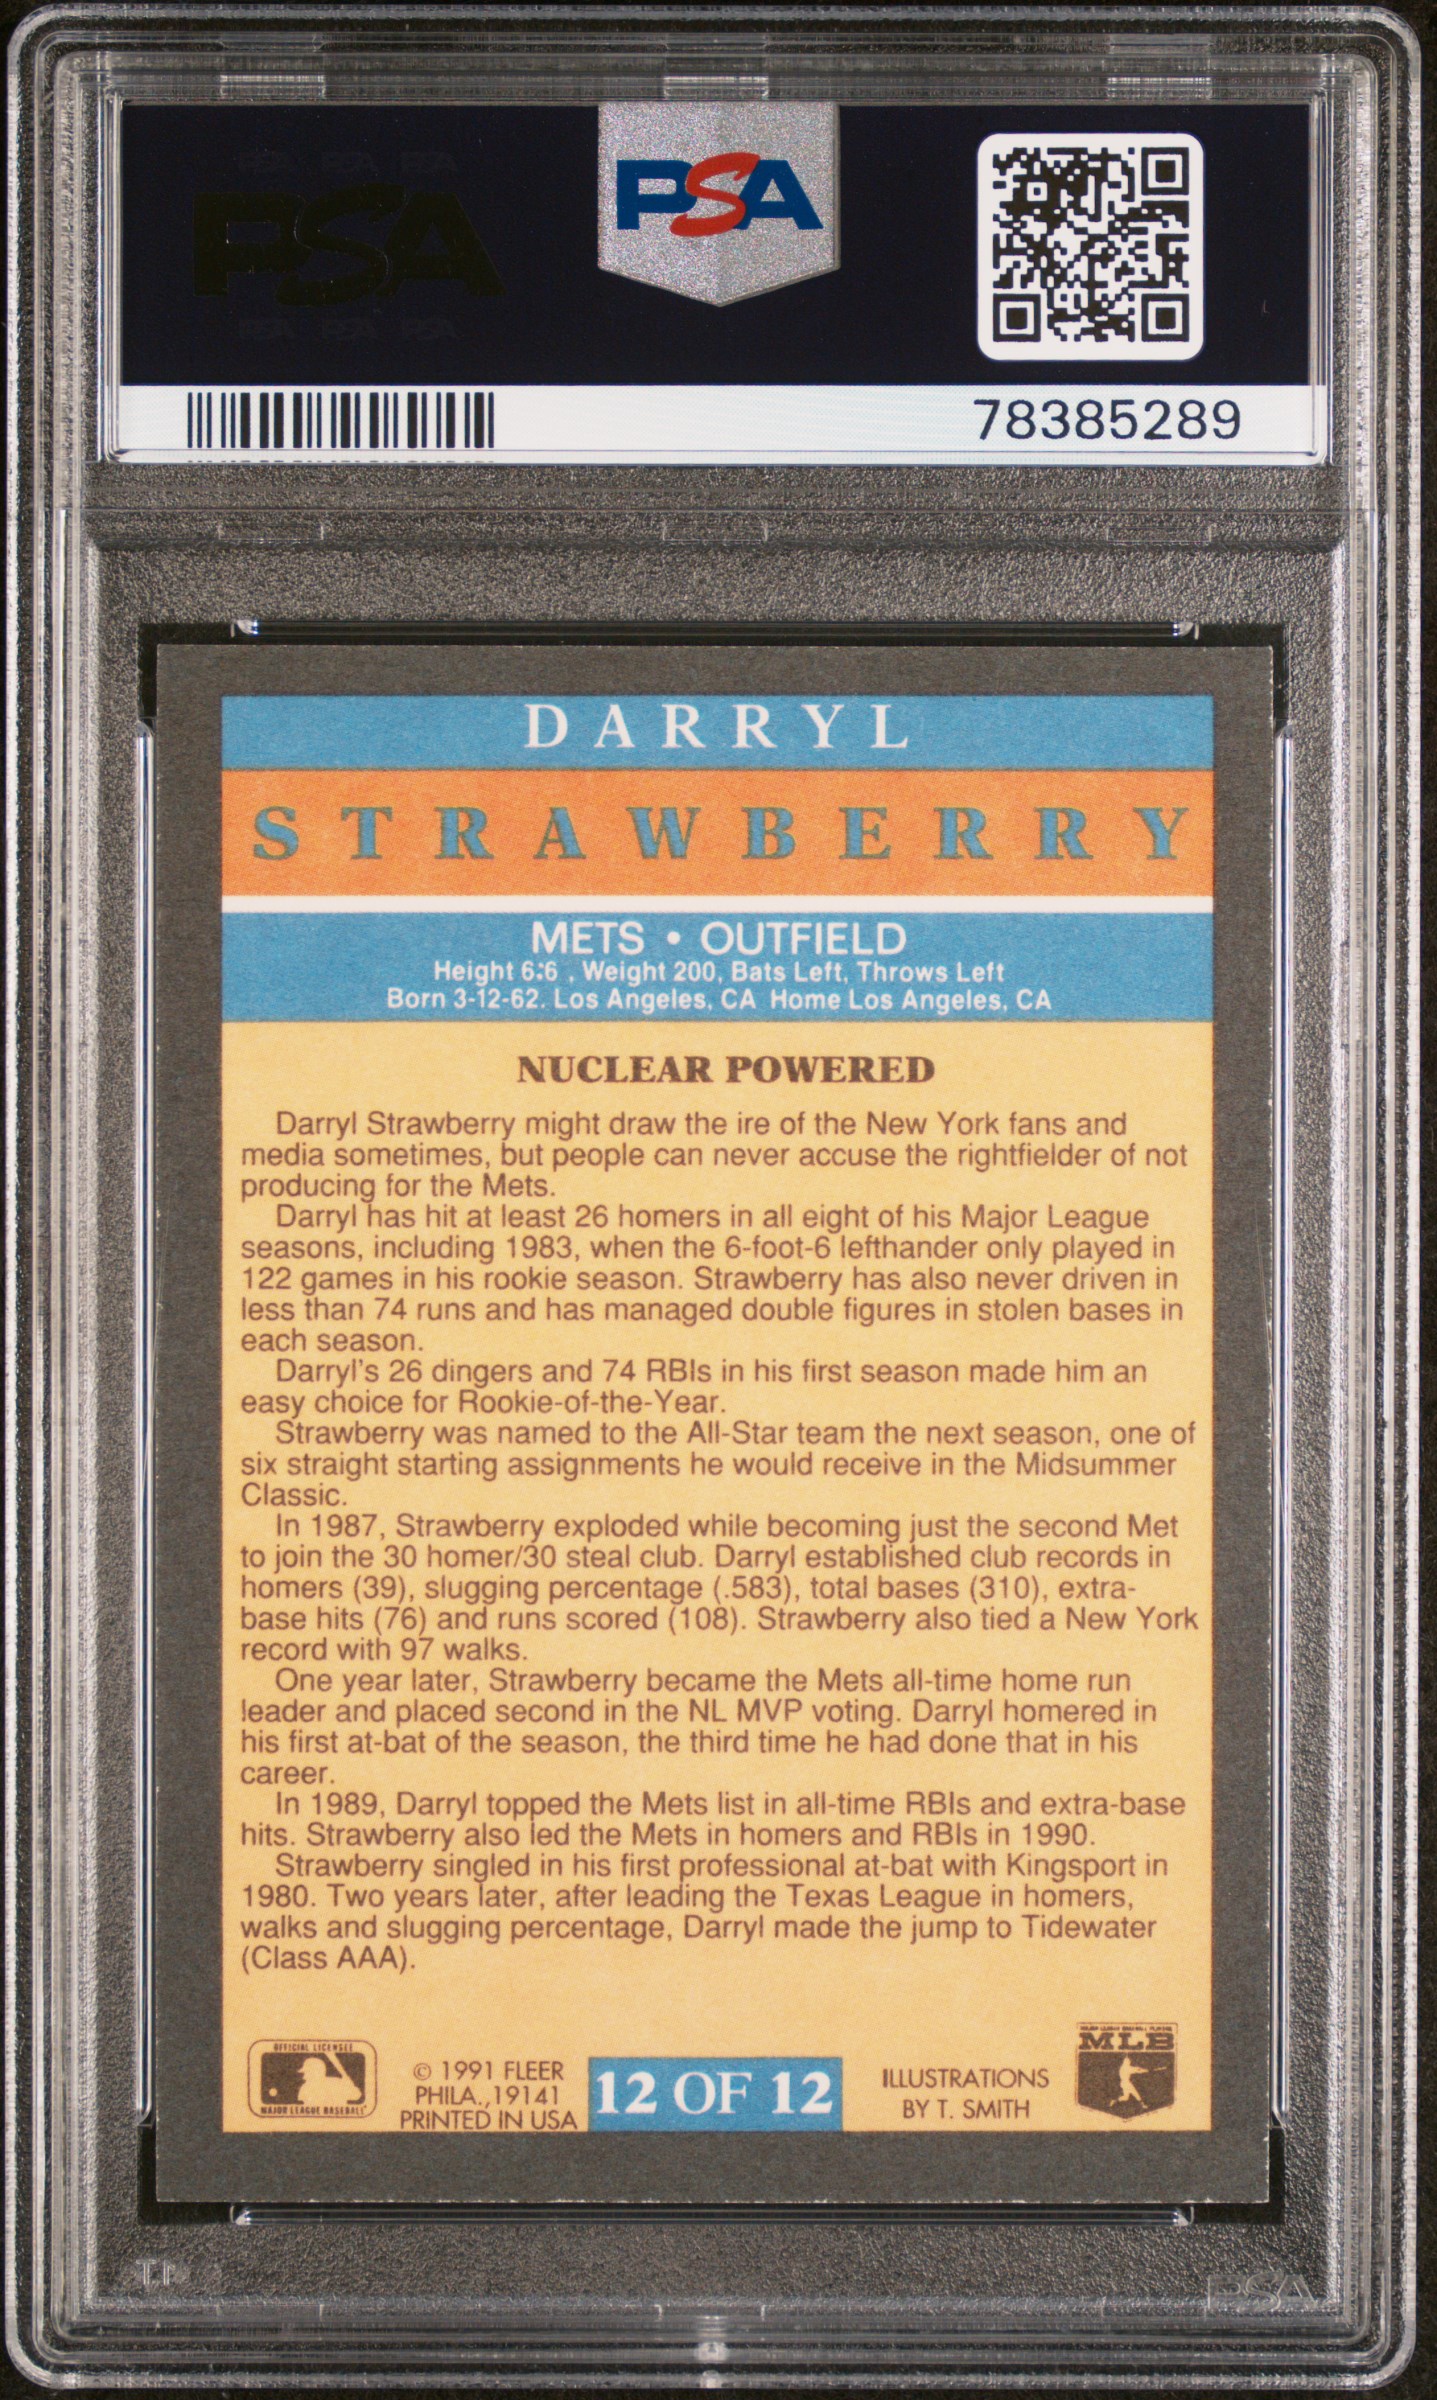 PSA
PSA
78385289
DARRYL
STRAWBERRY
METS • OUTFIELD
Height 6:6 , Weight 200, Bats Left, Throws Left
Born 3-12-62. Los Angeles, CA Home Los Angeles, CA
NUCLEAR POWERED
Darryl Strawberry might draw the ire of the New York fans and
media sometimes, but people can never accuse the rightfielder of not
producing for the Mets.
Darryl has hit at least 26 homers in all eight of his Major League
seasons, including 1983, when the 6-foot-6 lefthander only played in
122 games in his rookie season. Strawberry has also never driven in
less than 74 runs and has managed double figures in stolen bases in
each season.
Darryl's 26 dingers and 74 RBIs in his first season made him an
easy choice for Rookie-of-the-Year.
Strawberry was named to the All-Star team the next season, one of
six straight starting assignments he would receive in the Midsummer
Classic.
In 1987, Strawberry exploded while becoming just the second Met
to join the 30 homer/30 steal club. Darryl established club records in
homers (39), slugging percentage (.583), total bases (310), extra-
base hits (76) and runs scored (108). Strawberry also tied a New York
record with 97 walks.
One year later, Strawberry became the Mets all-time home run
leader and placed second in the NL MVP voting. Darryl homered in
his first at-bat of the season, the third time he had done that in his
career.
In 1989, Darryl topped the Mets list in all-time RBIs and extra-base
hits. Strawberry also led the Mets in homers and RBIs in 1990.
Strawberry singled in his first professional at-bat with Kingsport in
1980. Two years later, after leading the Texas League in homers,
walks and slugging percentage, Darryl made the jump to Tidewater
(Class AAA).
OFFICIAL LICENSEE
MAJOR LEAGUE BASEBALL
© 1991 FLEER
PHILA., 19141
PRINTED IN USA
12 OF 12
ILLUSTRATIONS
BY T. SMITH
MAJOR LEAGUE BASEBALL PLAYERS
MLB
PSA